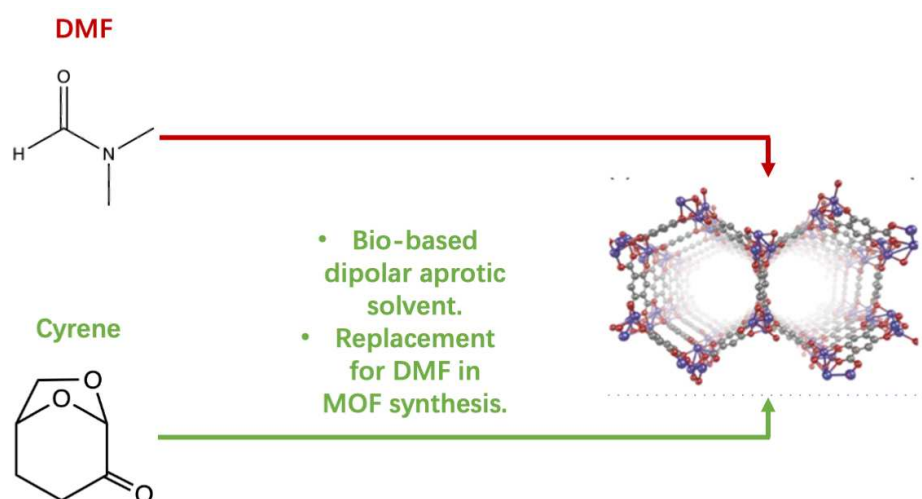 DMF
O
H
N
• Bio-based
dipolar aprotic
solvent.
• Replacement
for DMF in
MOF synthesis.
Cyrene
O
O
O